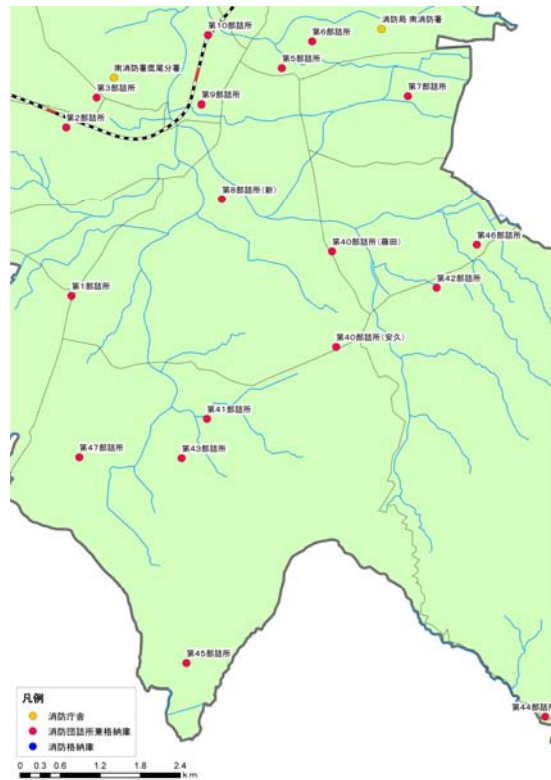 第10部詰所
第6部詰所
消防局・南消防署
第5部詰所
南消防署鷹尾分署
第3部詰所
第9部詰所
第7部詰所
第2部詰所
第8部詰所(新)
第40部詰所(藤田)
第46部詰所
第42部詰所
第1部詰所
第40部詰所(安久)
第41部詰所
第47部詰所
第43部詰所
第45部詰所
第44部詰所
凡例
消防庁舎
消防団詰所兼格納庫
消防格納庫
0 0.3 0.6 1.2 1.8 2.4
km